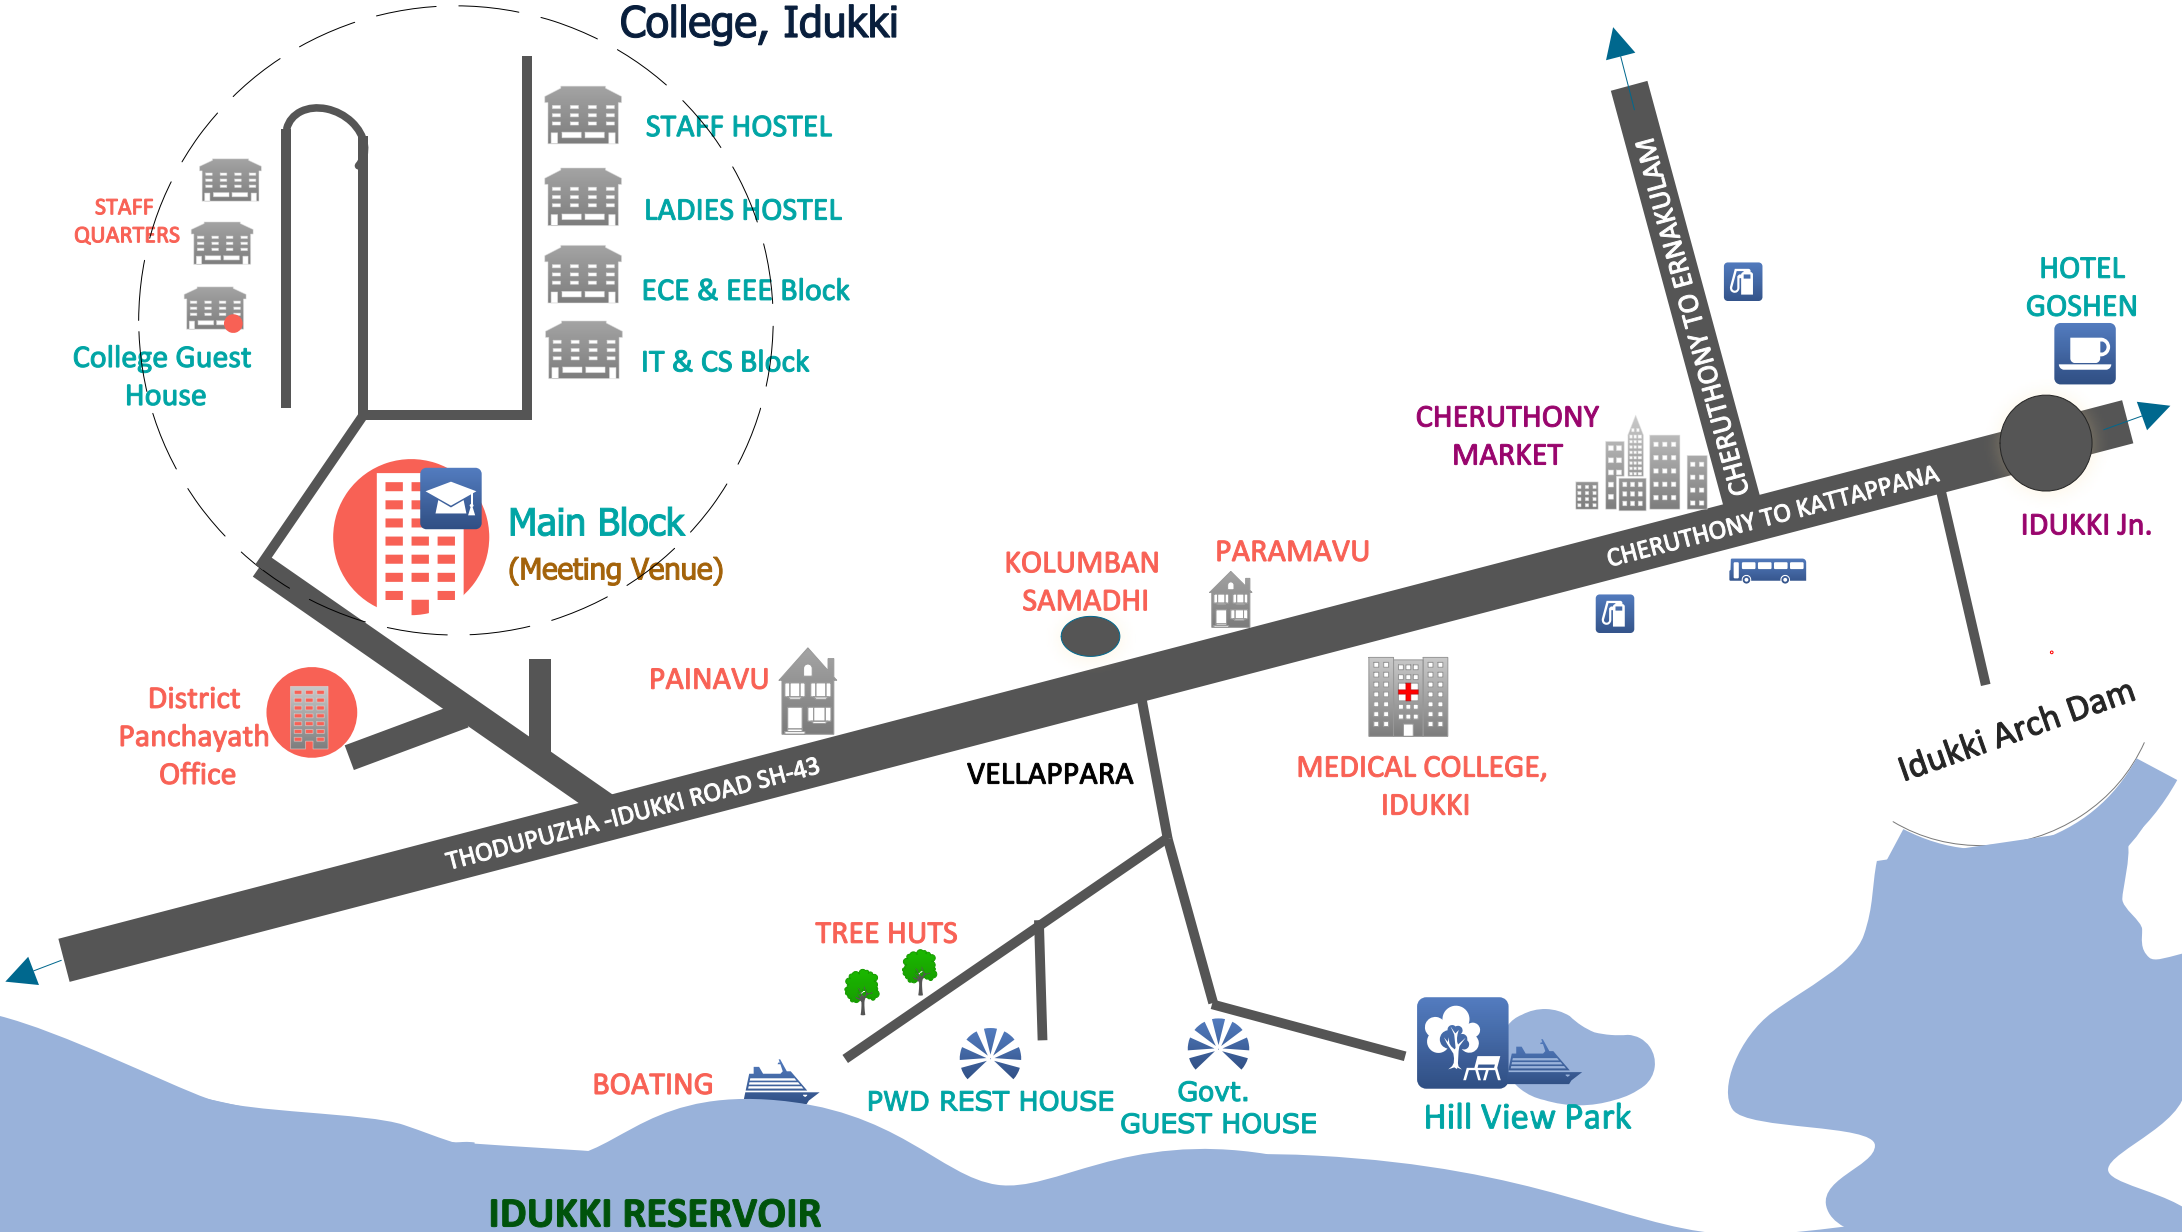 College, Idukki
STAFF HOSTEL
LADIES HOSTEL
STAFF
QUARTERS
ECE & EEE Block
College Guest
House
IT & CS Block
Main Block
(Meeting Venue)
CHERUTHONY TO ERNAKULAM
HOTEL
GOSHEN
CHERUTHONY
MARKET
CHERUTHONY TO KATTAPPANA
IDUKKI Jn.
KOLUMBAN
SAMADHI
PARAMAVU
PAINAVU
District
Panchayath
Office
THODUPUZHA -IDUKKI ROAD SH-43
VELLAPPARA
MEDICAL COLLEGE,
IDUKKI
Idukki Arch Dam
TREE HUTS
BOATING
PWD REST HOUSE
Govt.
GUEST HOUSE
Hill View Park
IDUKKI RESERVOIR